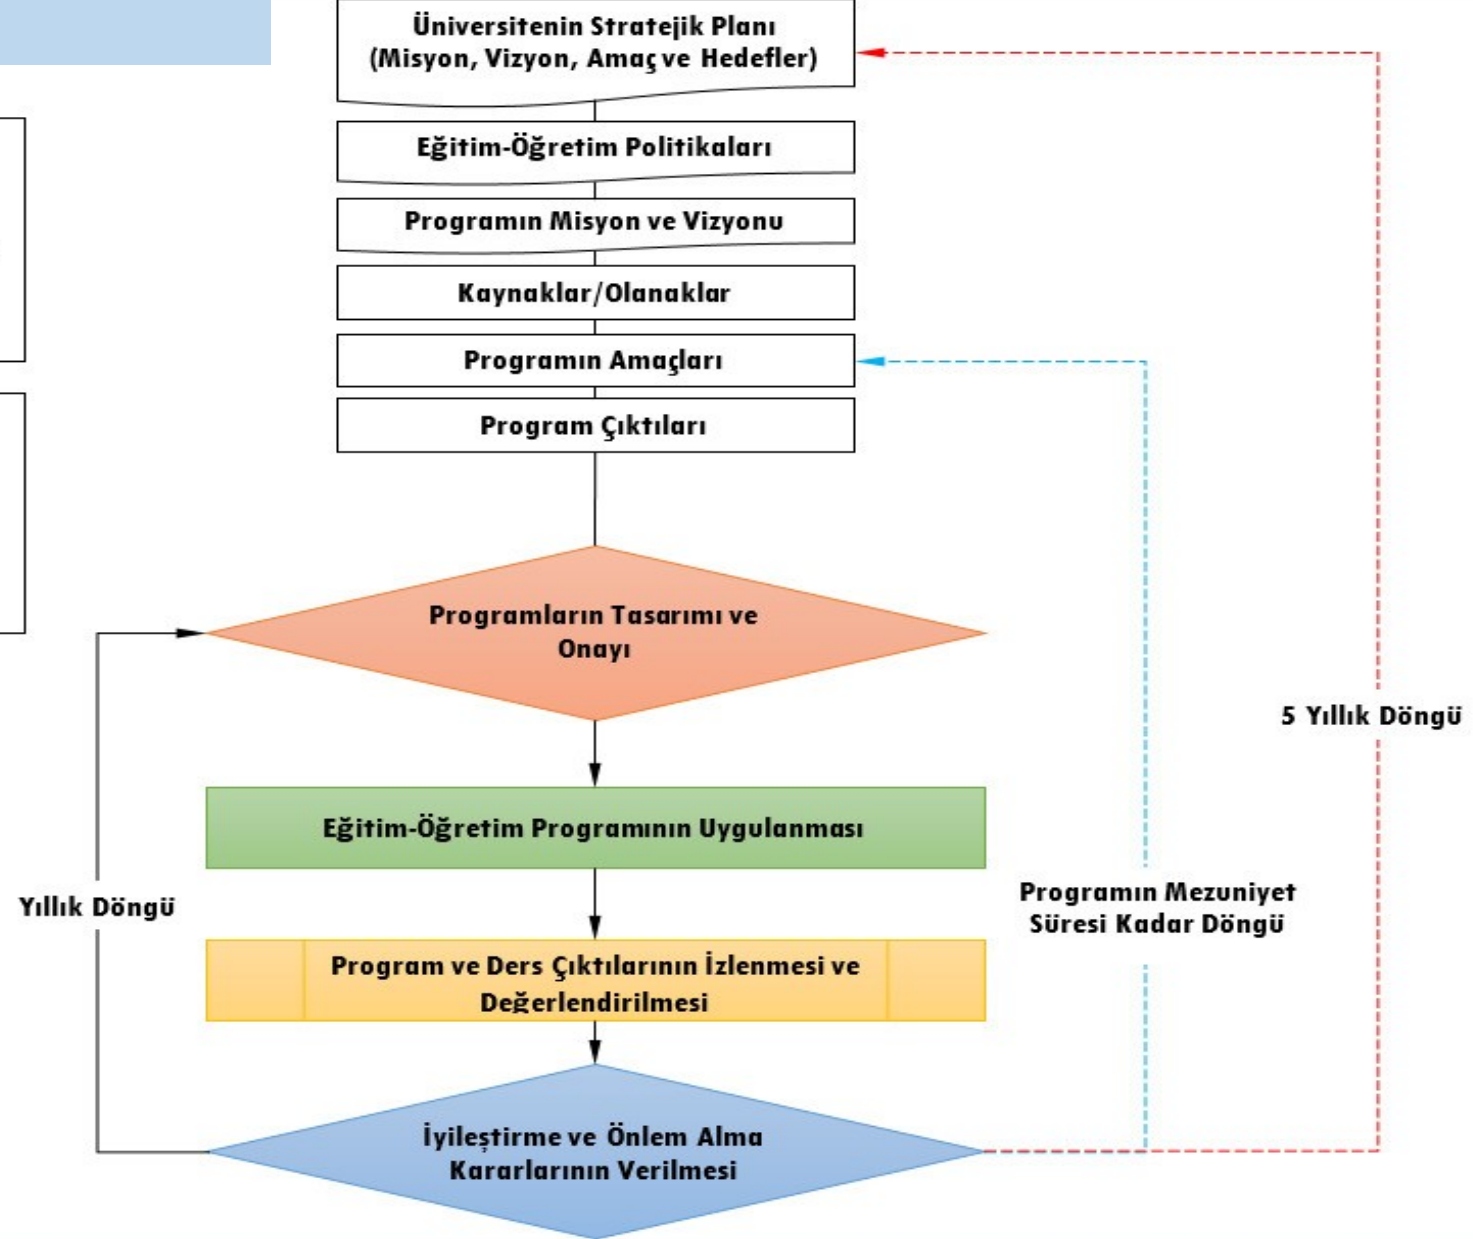 Üniversitenin Stratejik Planı
(Misyon, Vizyon, Amaç ve Hedefler)
Eğitim-Öğretim Politikaları
Programın Misyon ve Vizyonu
Kaynaklar/Olanaklar
Programın Amaçları
Program Çıktıları
Programların Tasarımı ve
Onayı
5 Yıllık Döngü
Eğitim-Öğretim Programının Uygulanması
Yıllık Döngü
Programın Mezuniyet
Süresi Kadar Döngü
Program ve Ders Çıktılarının İzlenmesi ve
Değerlendirilmesi
İyileştirme ve Önlem Alma
Kararlarının Verilmesi